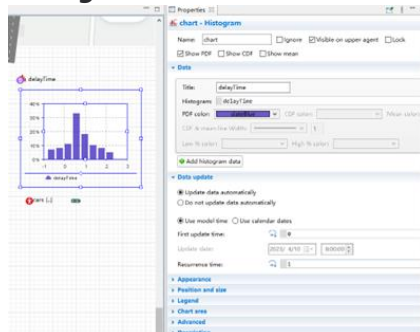 Properties
chart - Histogram
Name: chart
Ignore
Visible on upper agent
Lock
Show PDF
Show CDF
Show mean
Data
Title: delayTime
Histogram: delayTime
PDF color:
CDF color:
Mean color:
CDF & mean line Width:
1
Low % color:
High % color:
Add histogram data
Data update
Update data automatically
Do not update data automatically
Use model time
Use calendar dates
First update time: 0
Update date:
8:00:00
Recurrence time: 1
Appearance
Position and size
Legend
Chart area
Advanced
Description
delayTime
40%
30%
20%
10%
-1 0 1 2 3
delayTime